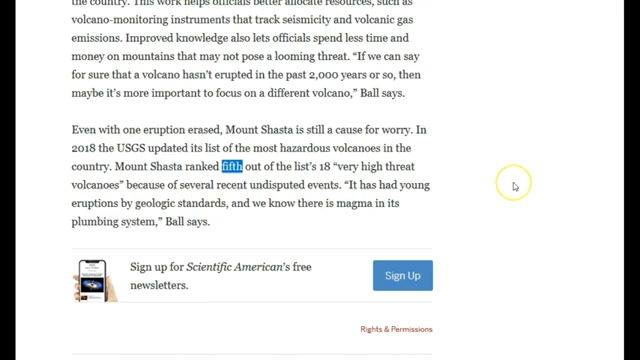 the country. This work helps officials better allocate resources, such as
volcano-monitoring instruments that track seismicity and volcanic gas
emissions. Improved knowledge also lets officials spend less time and
money on mountains that may not pose a looming threat. “If we can say
for sure that a volcano hasn’t erupted in the past 2,000 years or so, then
maybe it’s more important to focus on a different volcano,” Ball says.
Even with one eruption erased, Mount Shasta is still a cause for worry. In
2018 the USGS updated its list of the most hazardous volcanoes in the
country. Mount Shasta ranked fifth out of the list’s 18 “very high threat
volcanoes” because of several recent undisputed events. “It has had young
eruptions by geologic standards, and we know there is magma in its
plumbing system,” Ball says.
Sign up for Scientific American’s free
newsletters.
Sign Up
Rights & Permissions